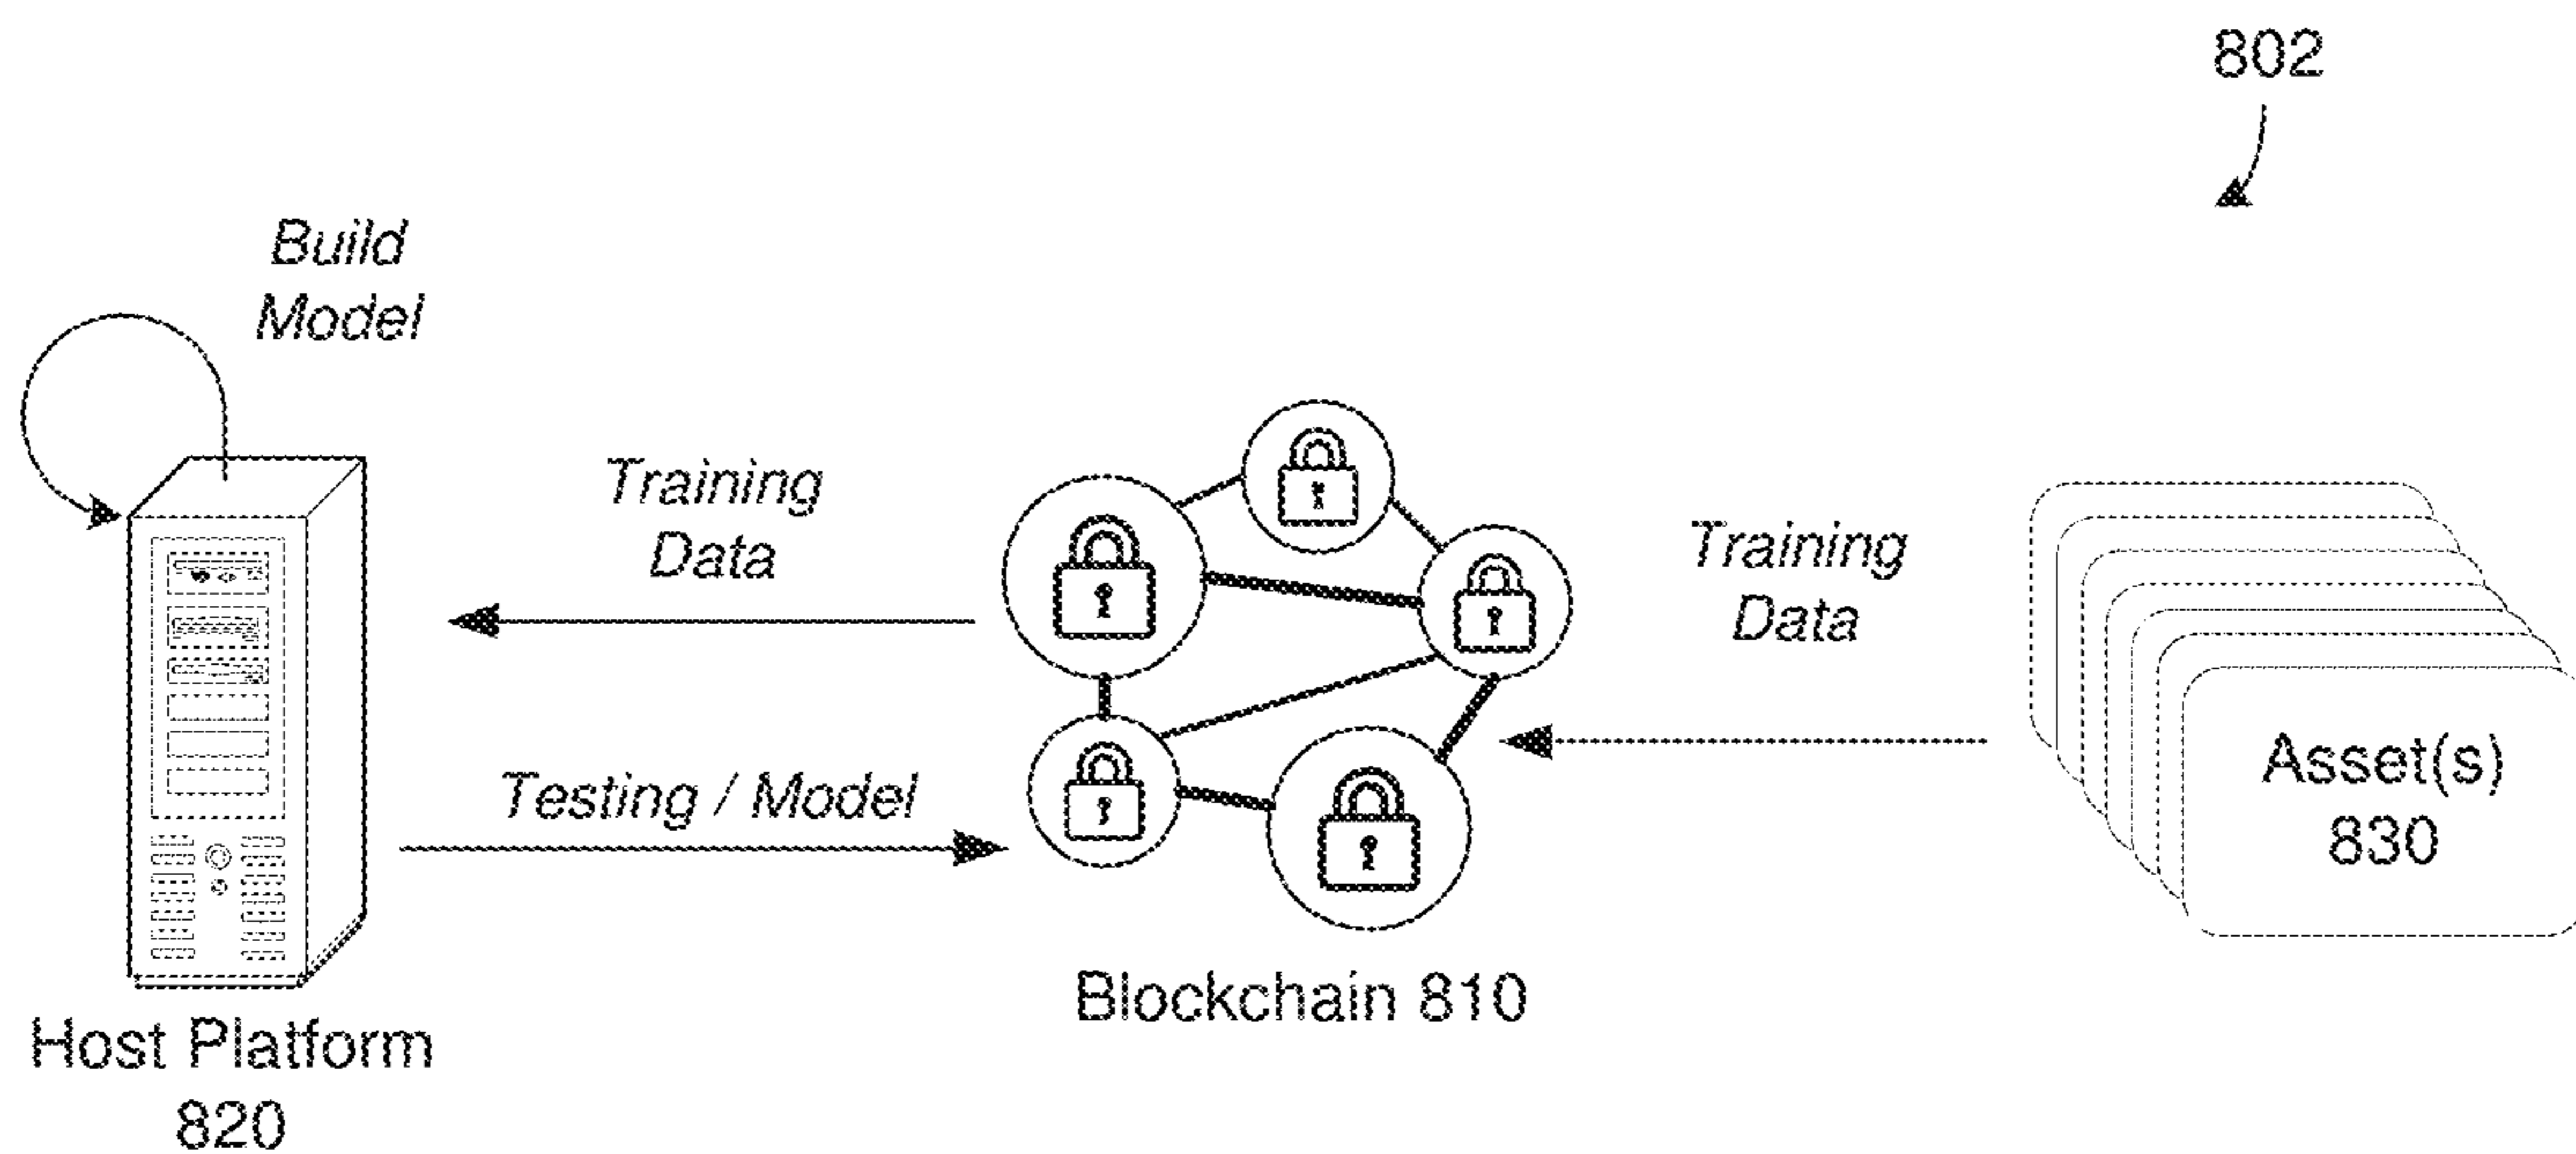 802
Build
Model
Training
Data
Training
Data
Testing / Model
Asset(s)
830
Blockchain 810
Host Platform
820